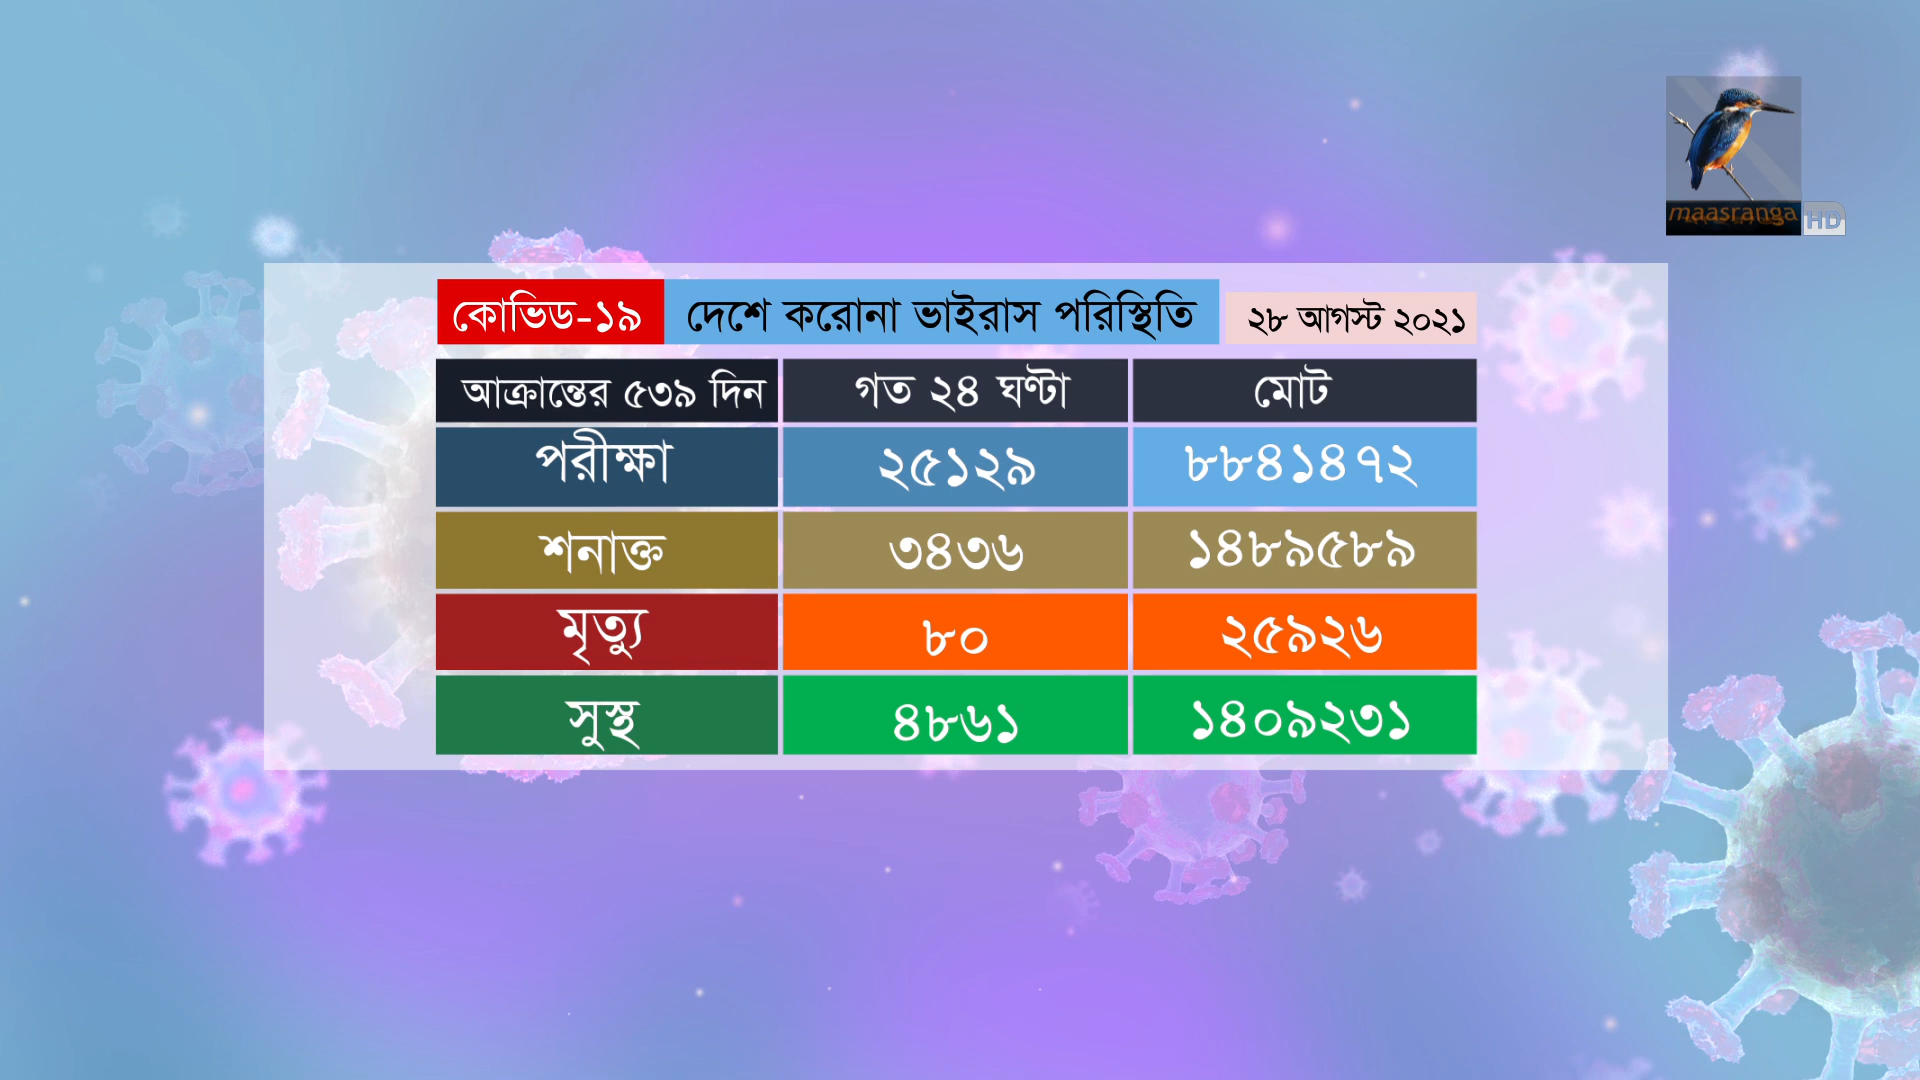 maasranga
HD
কোভিড-১৯ দেশে করোনা ভাইরাস পরিস্থিতি ২৮ আগস্ট ২০২১
আক্রান্তের ৫৩৯ দিন গত ২৪ ঘণ্টা মোট
পরীক্ষা ২৫১২৯ ৮৮৪১৪৭২
শনাক্ত ৩৪৩৬ ১৪৮৯৫৮৯
মৃত্যু ৮০ ২৫৯২৬
সুস্থ ৪৮৬১ ১৪০৯২৩১